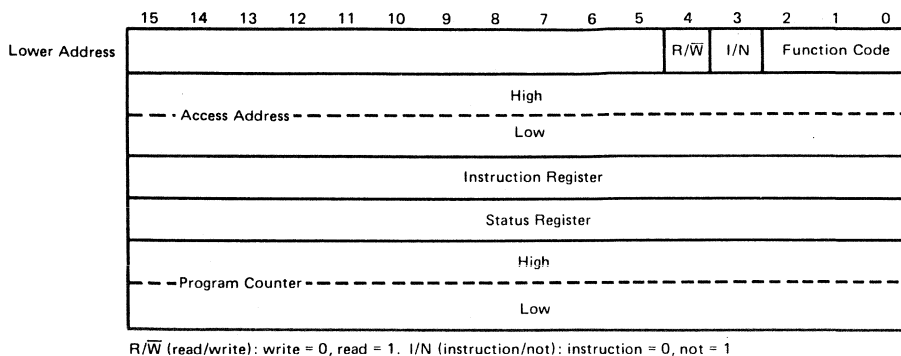 15 14 13 12 11 10 9 8 7 6 5 4 3 2 1 0
Lower Address R/W̅ I/N Function Code
High
Access Address
Low
Instruction Register
Status Register
High
Program Counter
Low
R/W̅ (read/write): write = 0, read = 1. I/N (instruction/not): instruction = 0, not = 1